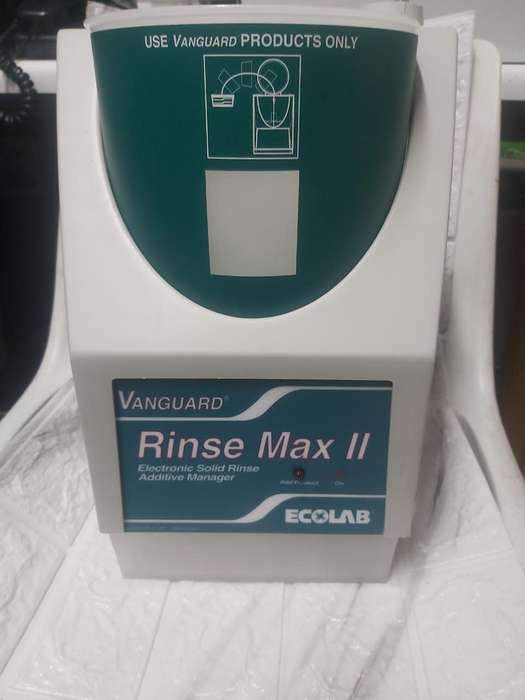 USE VANGUARD PRODUCTS ONLY
VANGUARD®
Rinse Max II
Electronic Solid Rinse
Additive Manager
Add Product On
ECOLAB